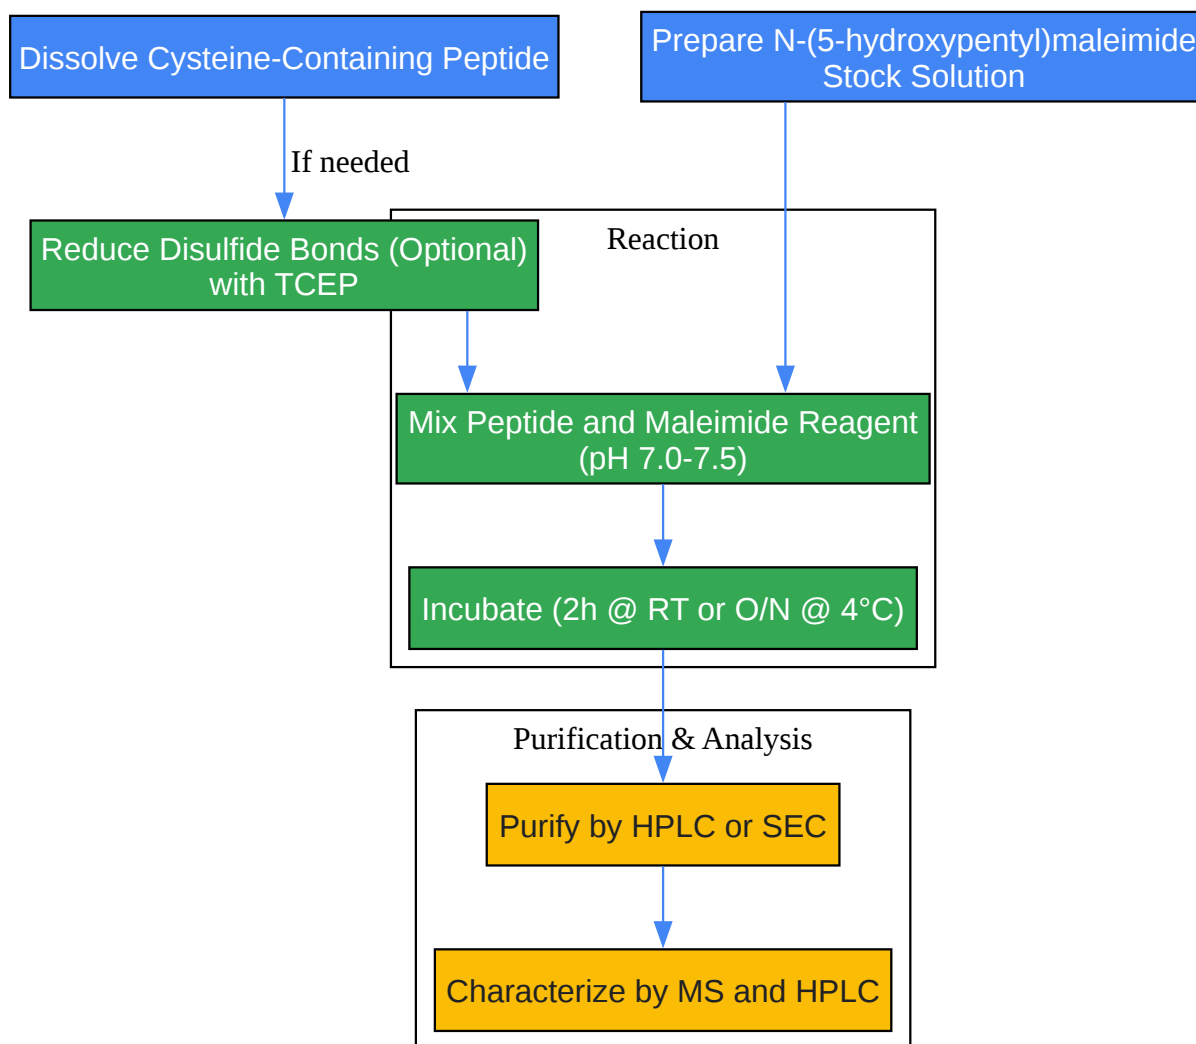 Dissolve Cysteine-Containing Peptide
Prepare N-(5-hydroxypentyl)maleimide
Stock Solution
If needed
Reduce Disulfide Bonds (Optional)
with TCEP
Reaction
Mix Peptide and Maleimide Reagent
(pH 7.0-7.5)
Incubate (2h @ RT or O/N @ 4°C)
Purification & Analysis
Purify by HPLC or SEC
Characterize by MS and HPLC